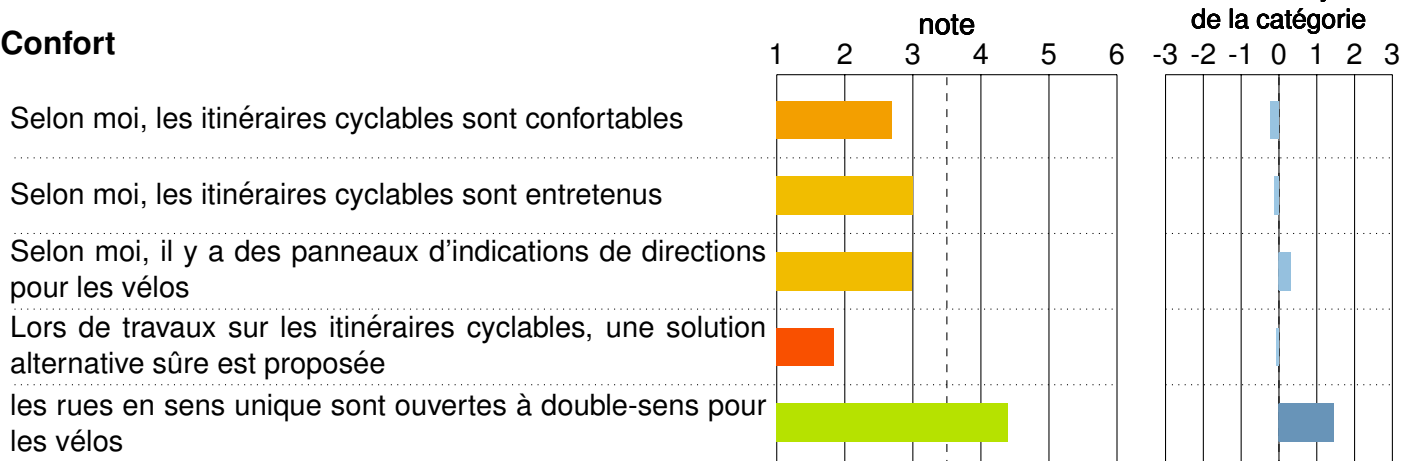 Confort
note
de la catégorie
1 2 3 4 5 6
-3 -2 -1 0 1 2 3
Selon moi, les itinéraires cyclables sont confortables
Selon moi, les itinéraires cyclables sont entretenus
Selon moi, il y a des panneaux d'indications de directions
pour les vélos
Lors de travaux sur les itinéraires cyclables, une solution
alternative sûre est proposée
les rues en sens unique sont ouvertes à double-sens pour
les vélos